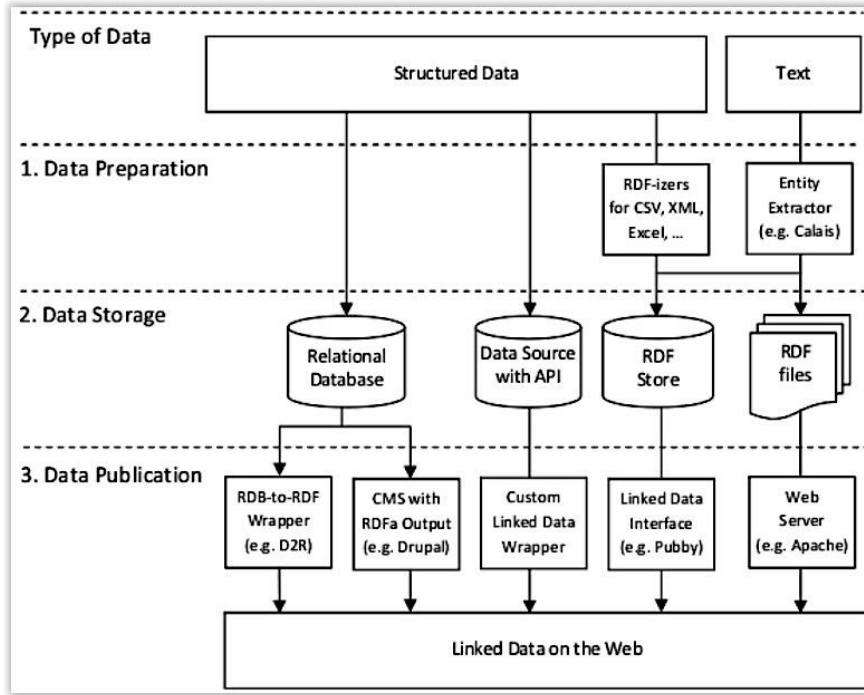 Type of Data
Structured Data
Text
1. Data Preparation
RDF-izers
for CSV, XML,
Excel, ...
Entity
Extractor
(e.g. Calais)
2. Data Storage
Relational
Database
Data Source
with API
RDF
Store
RDF
files
3. Data Publication
RDB-to-RDF
Wrapper
(e.g. D2R)
CMS with
RDFa Output
(e.g. Drupal)
Custom
Linked Data
Wrapper
Linked Data
Interface
(e.g. Pubby)
Web
Server
(e.g. Apache)
Linked Data on the Web